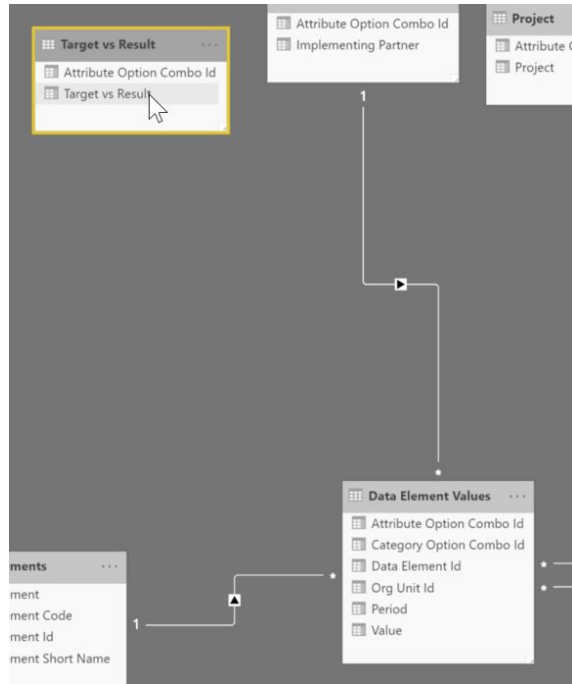 Target vs Result
Attribute Option Combo Id
Target vs Result
Attribute Option Combo Id
Implementing Partner
Project
Attribute
Project
1
*
Data Element Values
Attribute Option Combo Id
Category Option Combo Id
Data Element Id
Org Unit Id
Period
Value
*
*
*
ments
ment
ment Code
ment Id
ment Short Name
1